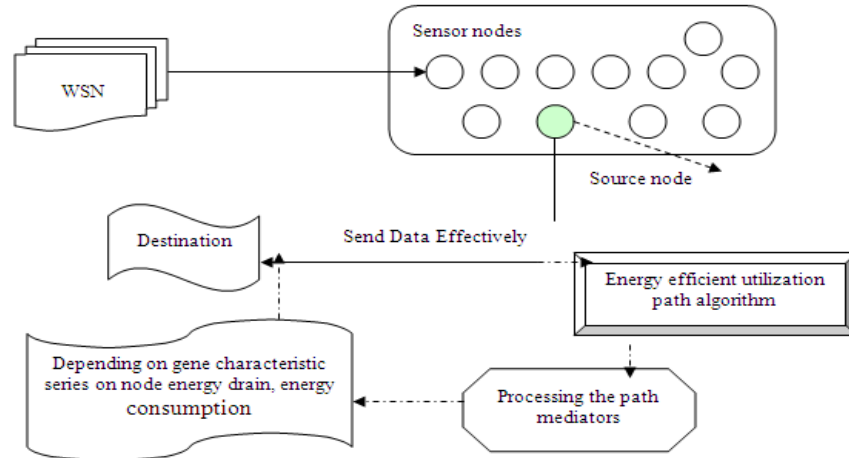 Sensor nodes
WSN
Source node
Destination
Send Data Effectively
Energy efficient utilization
path algorithm
Depending on gene characteristic
series on node energy drain, energy
consumption
Processing the path
mediators